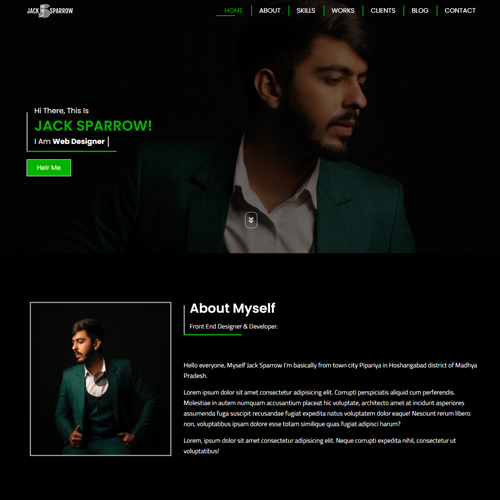 JACK SPARROW
HOME
ABOUT
SKILLS
WORKS
CLIENTS
BLOG
CONTACT
Hi There, This Is
JACK SPARROW!
I Am Web Designer
Heir Me
About Myself
Front End Designer & Developer.
Hello everyone, Myself Jack Sparrow I'm basically from town city Pipariya in Hoshangabad district of Madhya
Pradesh.
Lorem ipsum dolor sit amet consectetur adipisicing elit. Corrupti perspiciatis aliquid cum perferendis.
Molestiae in autem numquam accusantium placeat hic voluptate, architecto amet at incidunt asperiores
assumenda fuga suscipit recusandae fugiat expedita natus voluptatem dolor eaque! Nesciunt rerum libero
non, voluptatibus ipsam dolore esse totam similique quas fugiat adipisci harum?
Lorem, ipsum dolor sit amet consectetur adipisicing elit. Neque corrupti expedita nihil, consectetur ut
voluptatibus!